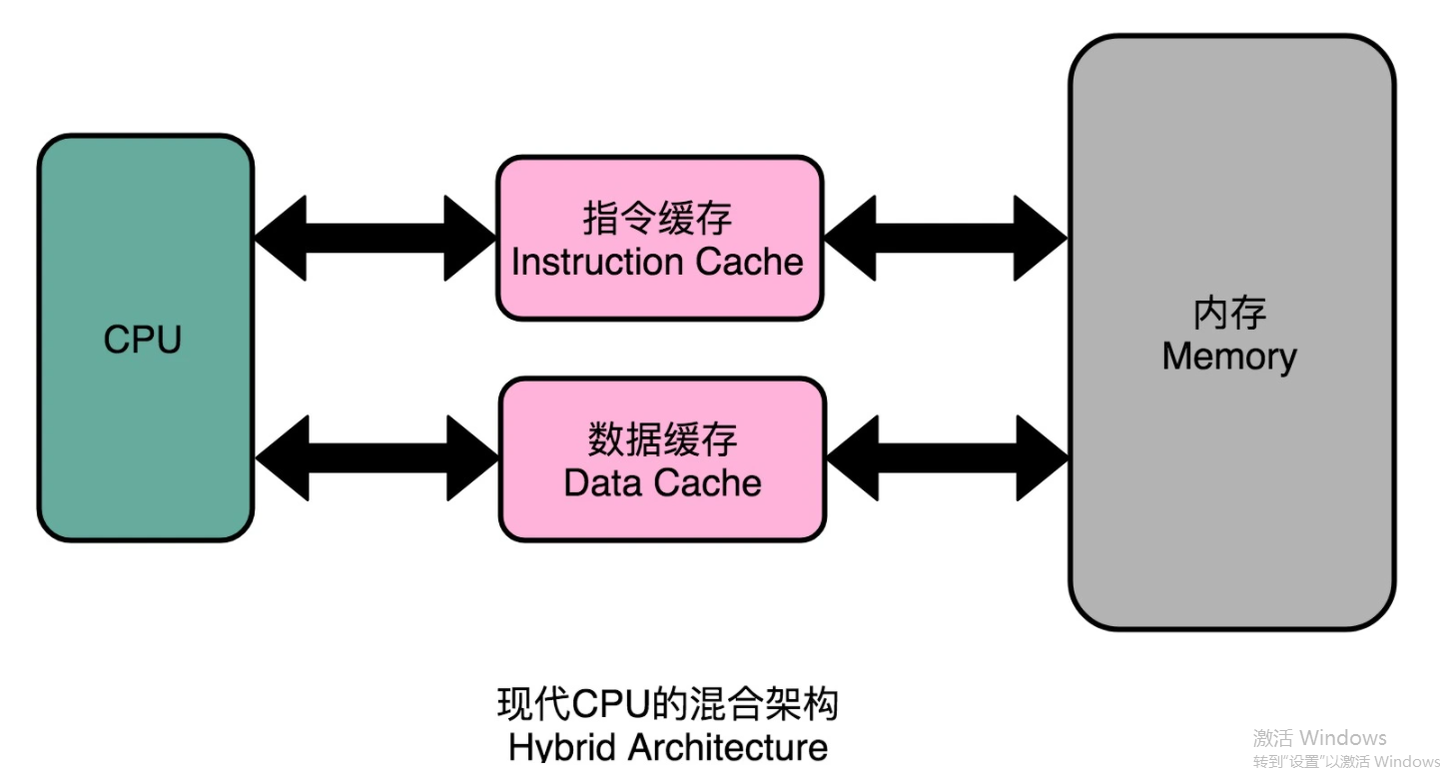 CPU
指令缓存
Instruction Cache
数据缓存
Data Cache
内存
Memory
现代CPU的混合架构
Hybrid Architecture
激活 Windows
转到“设置”以激活 Windows